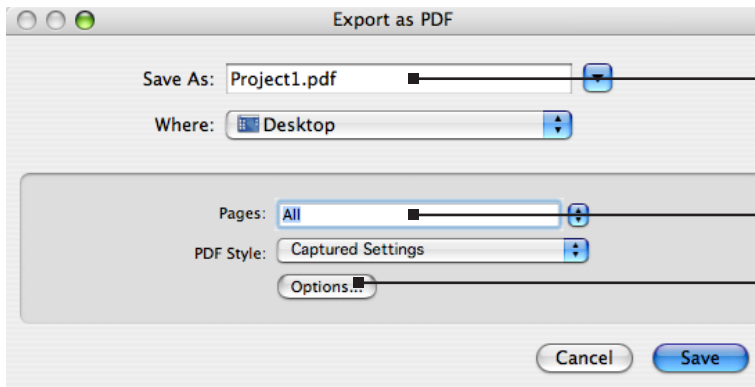 Export as PDF
Save As: Project1.pdf
Where: Desktop
Pages: All
PDF Style: Captured Settings
Options...
Cancel Save